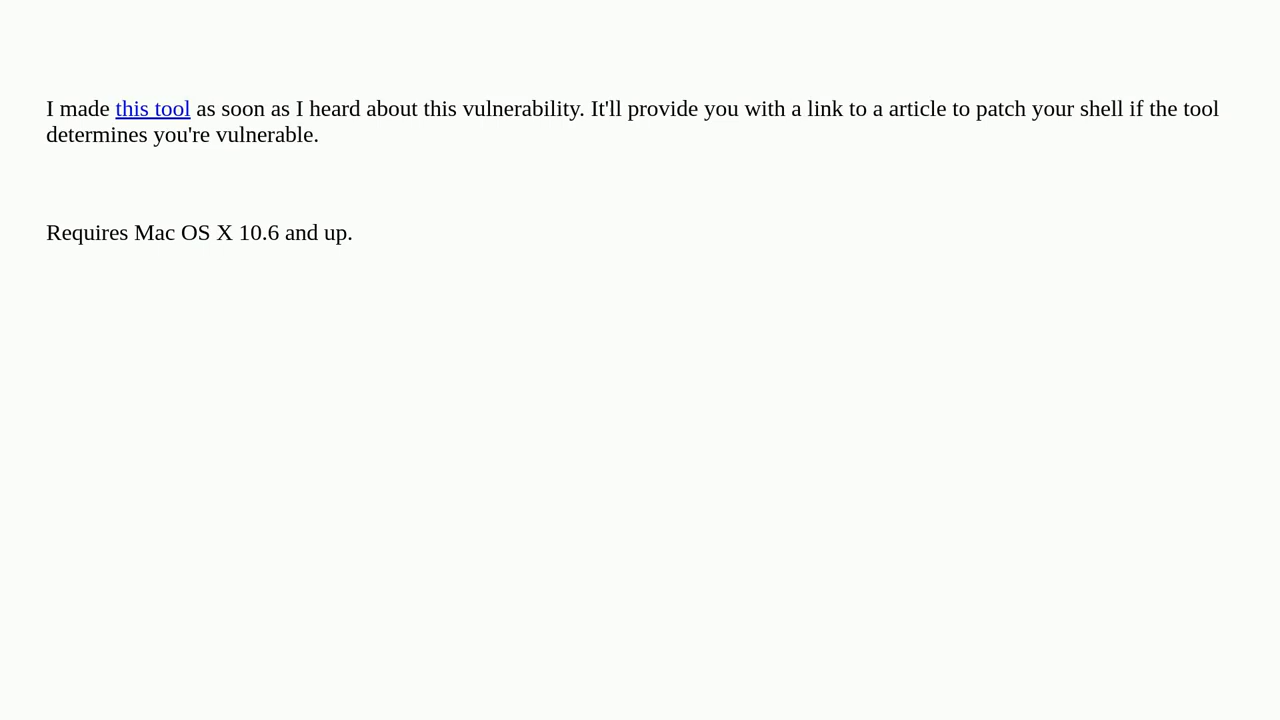 I made this tool as soon as I heard about this vulnerability. It'll provide you with a link to a article to patch your shell if the tool
determines you're vulnerable.
Requires Mac OS X 10.6 and up.